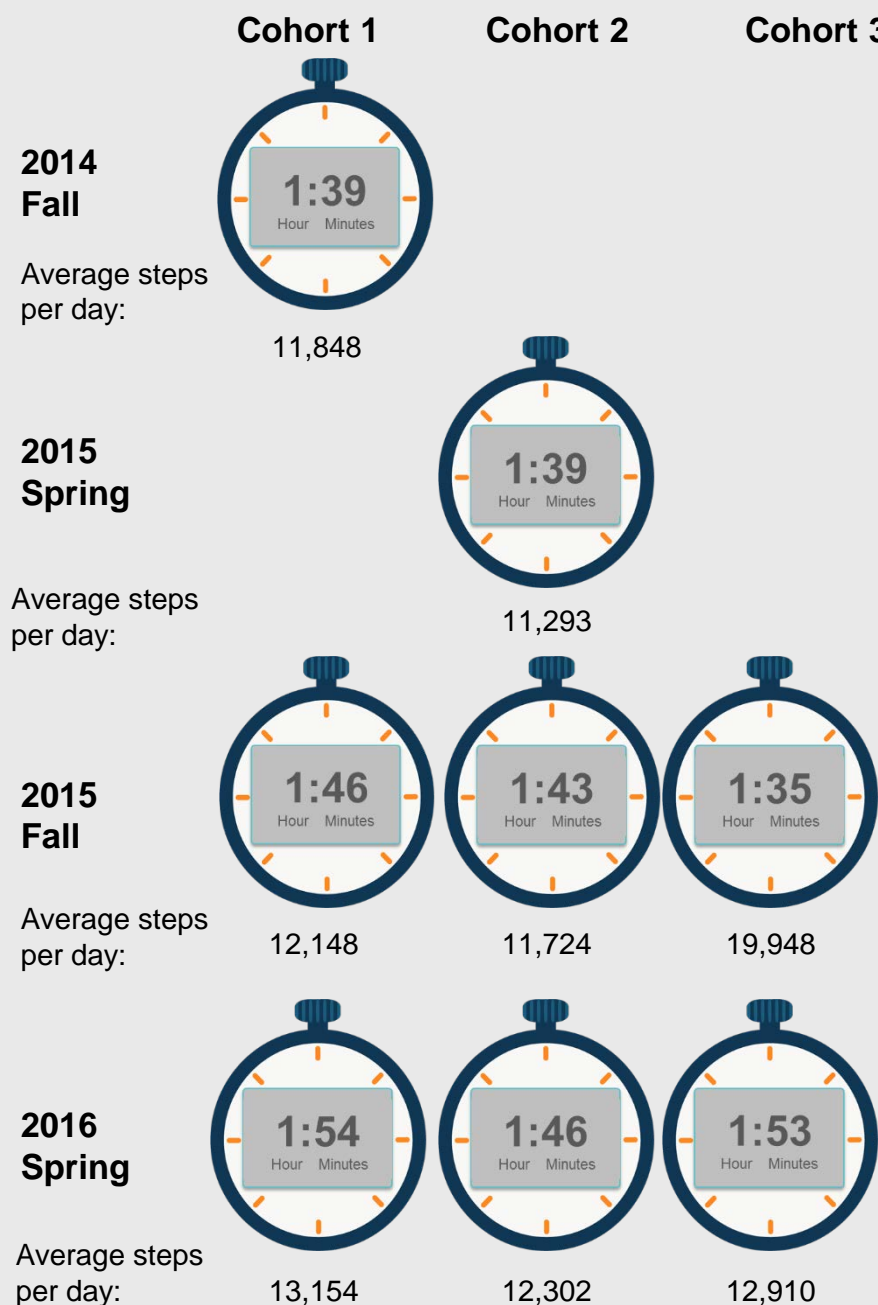 Cohort 1 Cohort 2 Cohort 3
2014
Fall
1:39
Hour Minutes
Average steps
per day:
11,848
2015
Spring
1:39
Hour Minutes
Average steps
per day:
11,293
2015
Fall
1:46 1:43 1:35
Hour Minutes Hour Minutes Hour Minutes
Average steps
per day:
12,148 11,724 19,948
2016
Spring
1:54 1:46 1:53
Hour Minutes Hour Minutes Hour Minutes
Average steps
per day:
13,154 12,302 12,910